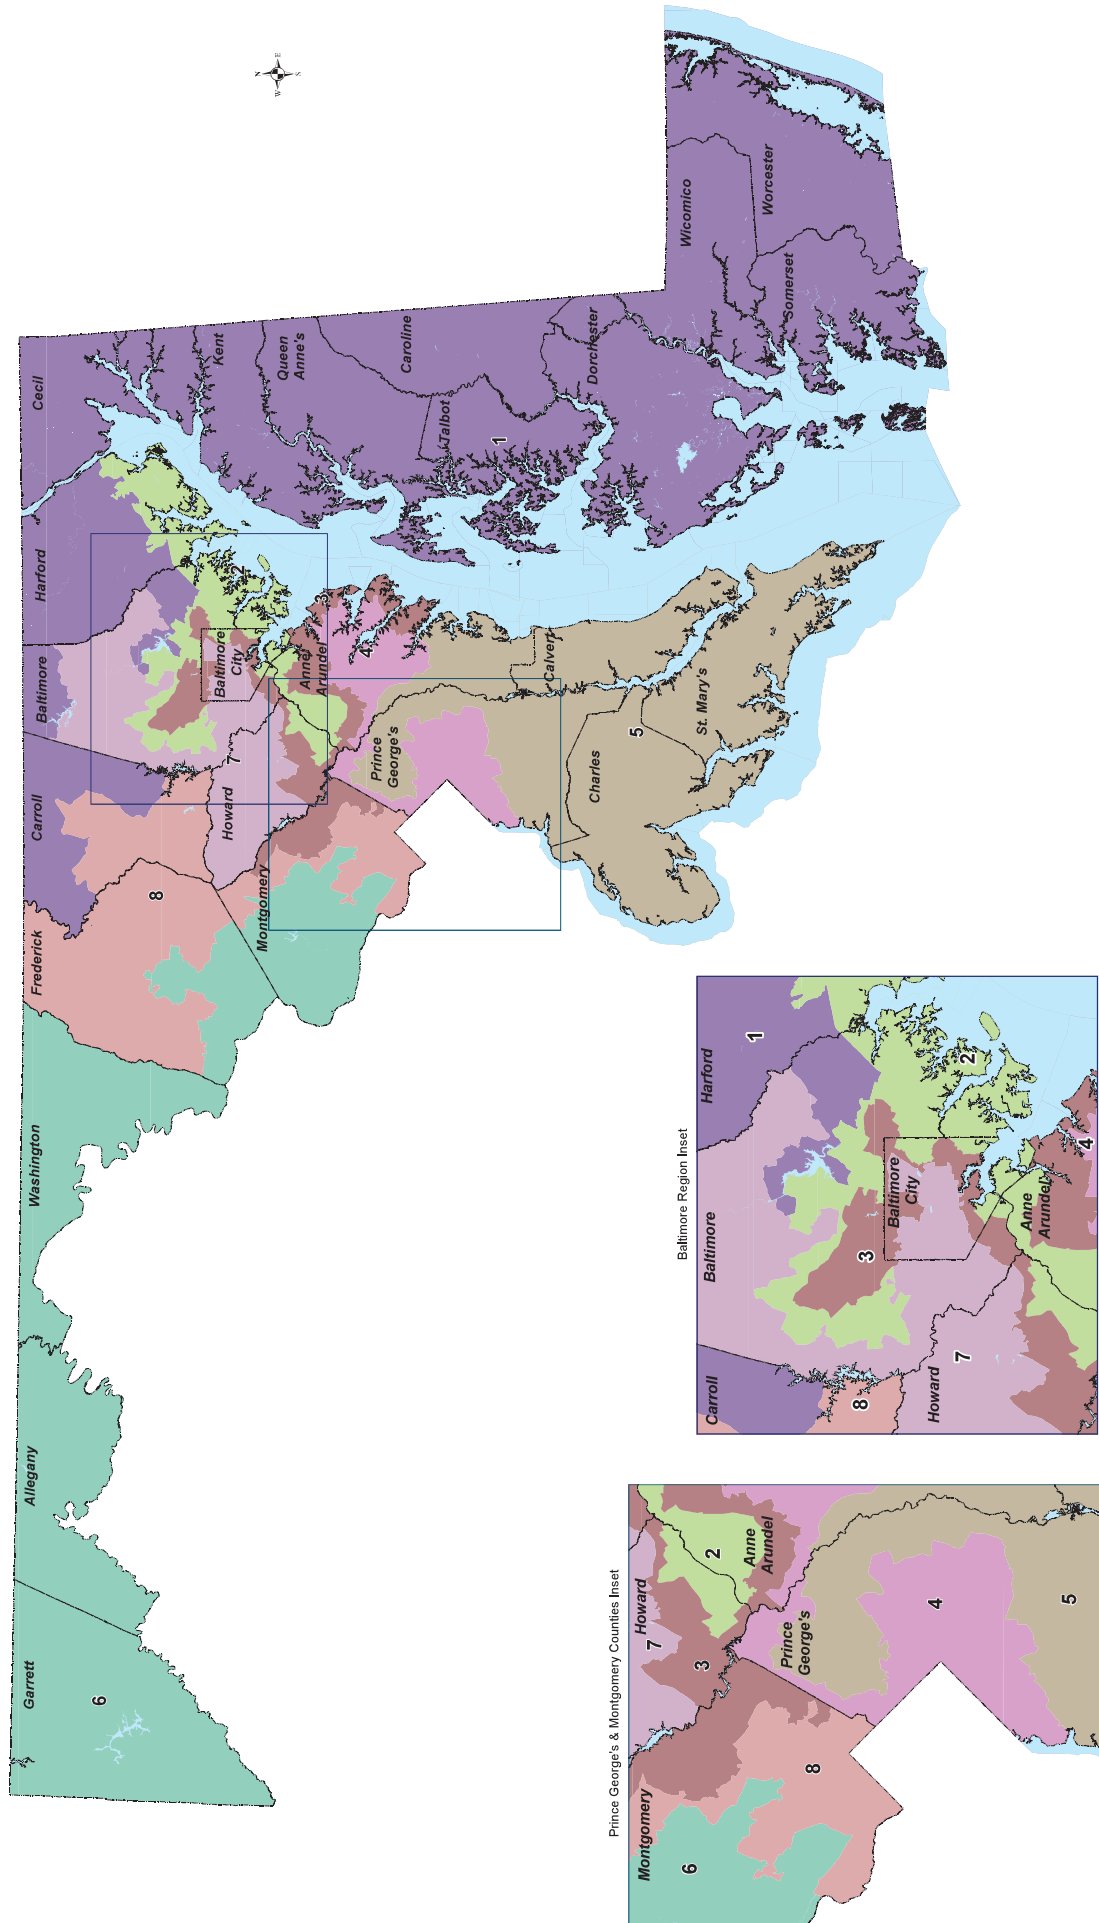 N
E
S
W
Garrett
Allegany
Washington
Frederick
Carroll
Baltimore
Harford
Cecil
6
8
7
Howard
Montgomery
Baltimore
City
2
Anne
Arundel
3
4
Prince
George's
Kent
Queen
Anne's
Caroline
Talbot
1
Calvert
Charles
5
St. Mary's
Dorchester
Wicomico
Somerset
Worcester
Prince George's & Montgomery Counties Inset
Montgomery
Howard
7
6
3
2
Anne
Arundel
Prince
George's
8
4
5
Baltimore Region Inset
Carroll
Baltimore
Harford
1
8
3
Baltimore
City
2
Howard
7
Anne
Arundel
4